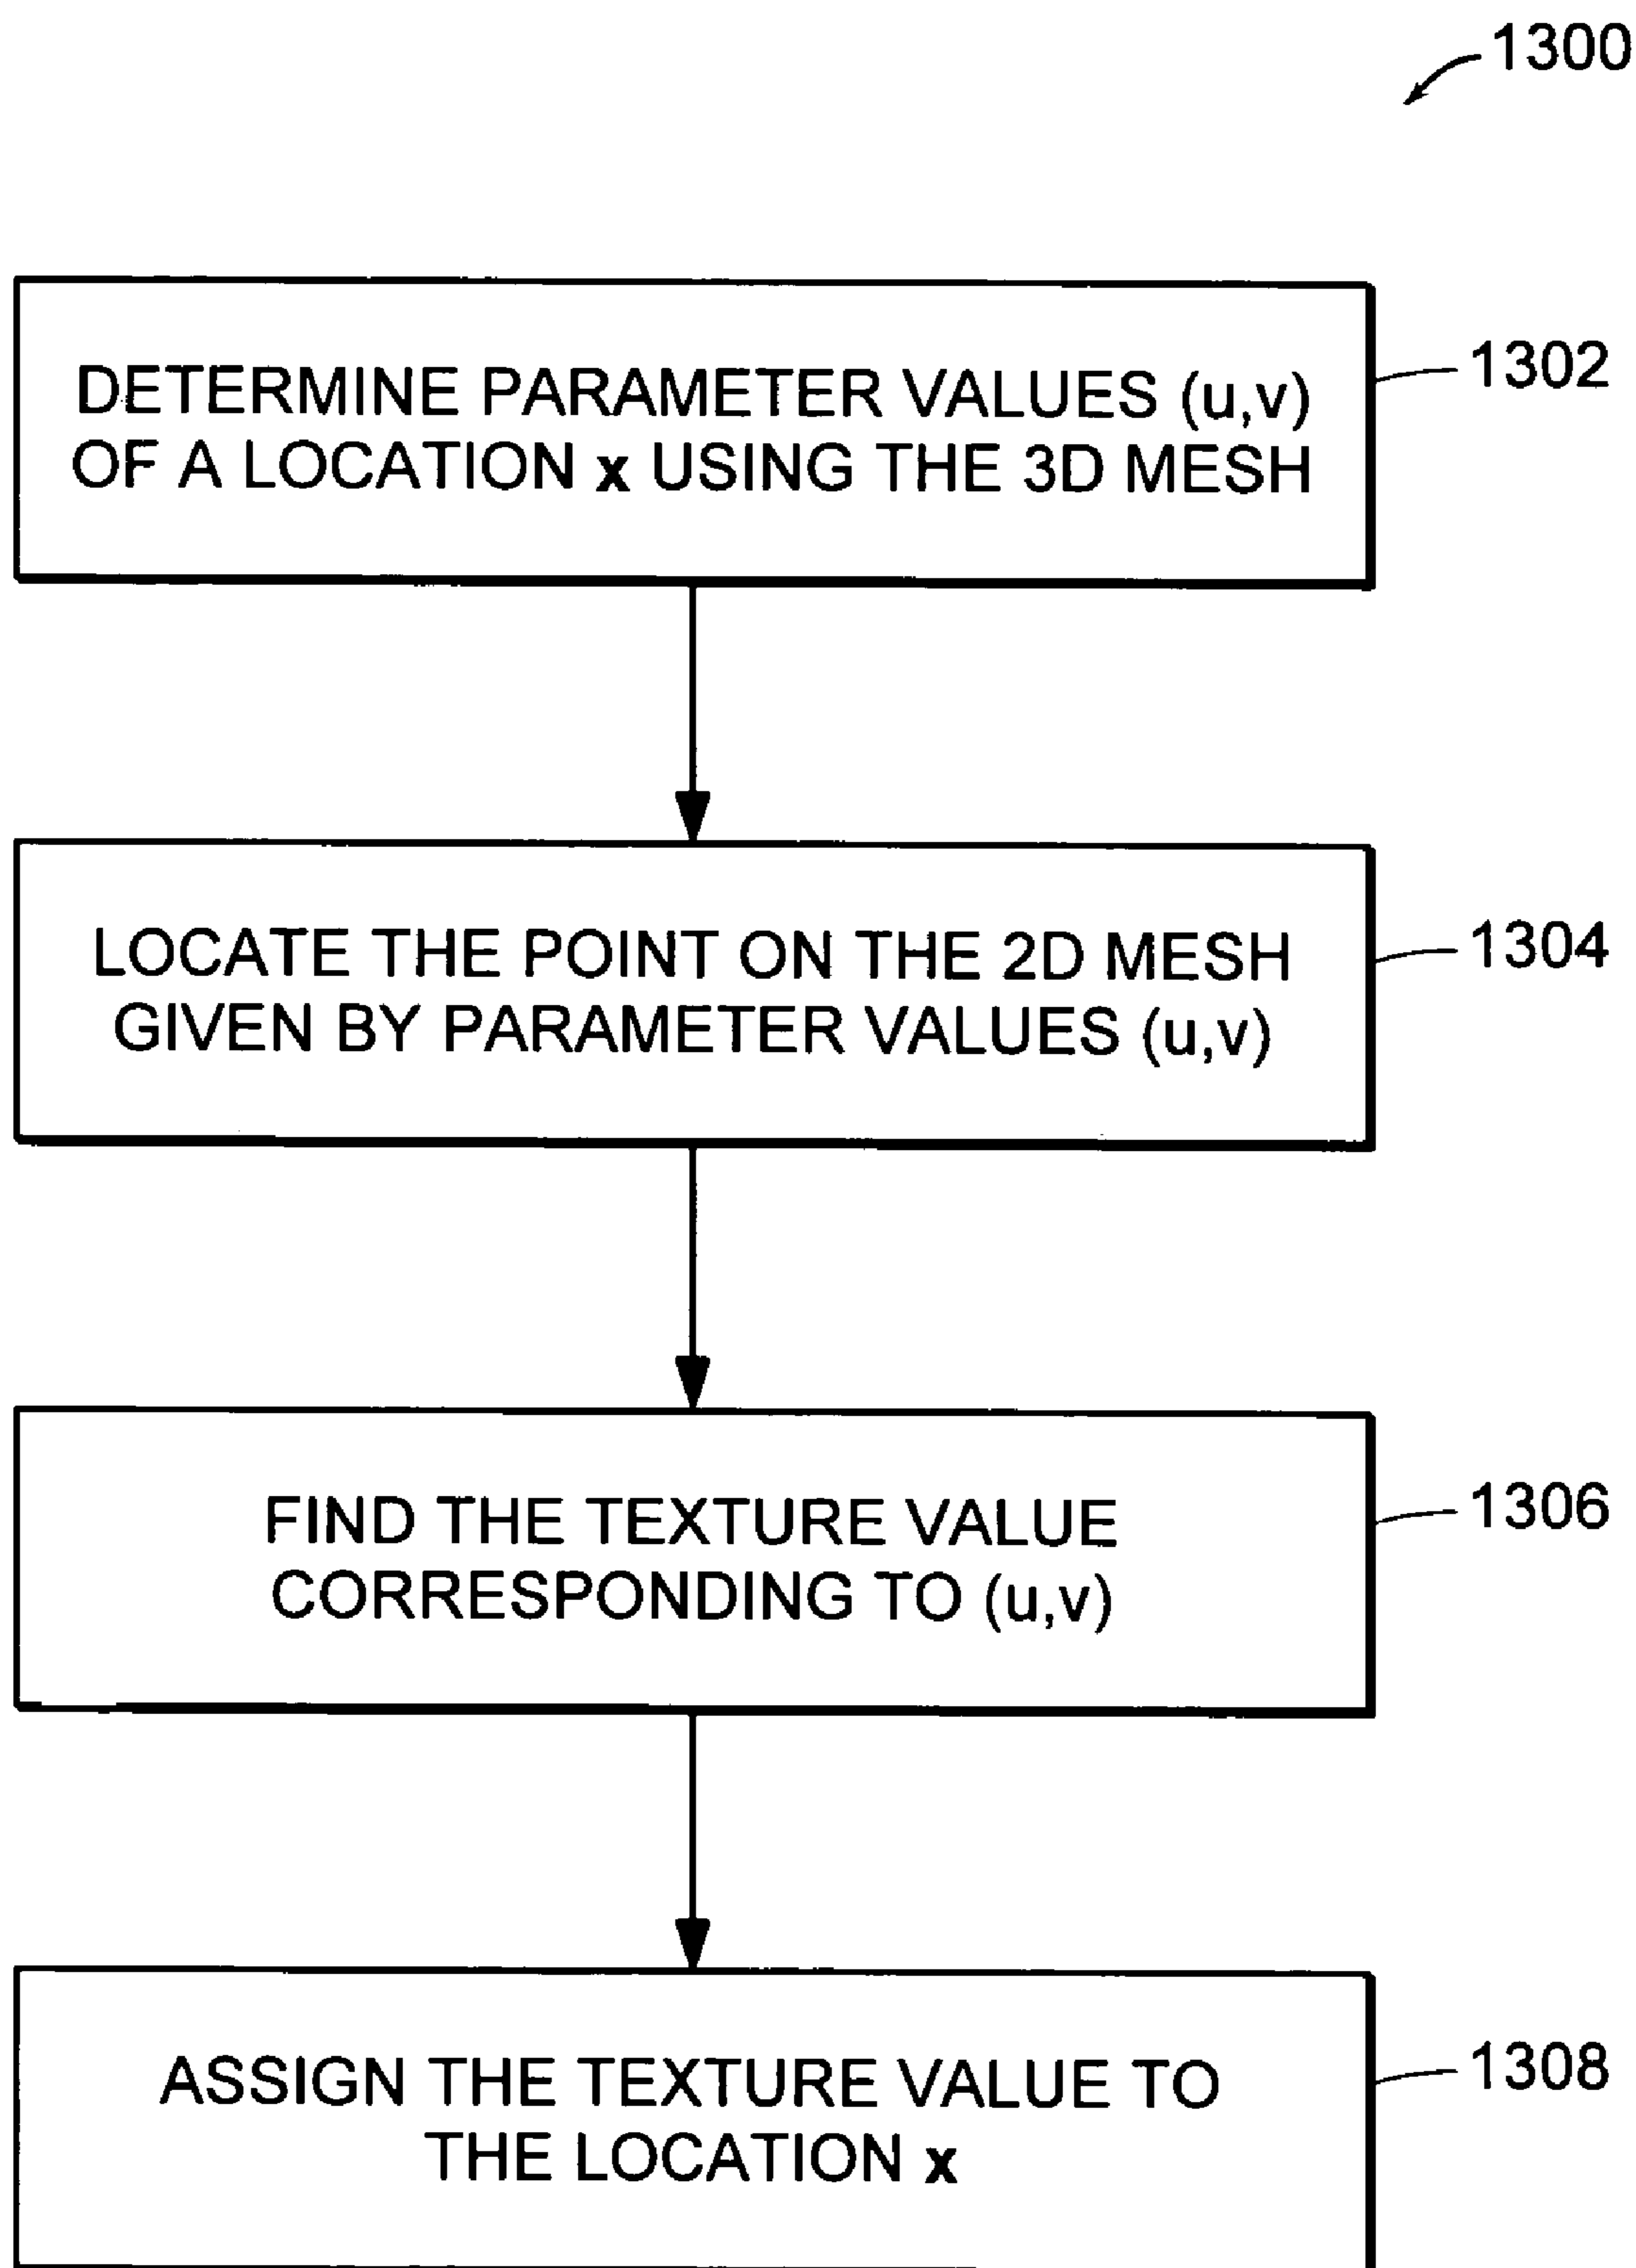 1300
DETERMINE PARAMETER VALUES (u,v)
OF A LOCATION x USING THE 3D MESH
1302
LOCATE THE POINT ON THE 2D MESH
GIVEN BY PARAMETER VALUES (u,v)
1304
FIND THE TEXTURE VALUE
CORRESPONDING TO (u,v)
1306
ASSIGN THE TEXTURE VALUE TO
THE LOCATION x
1308